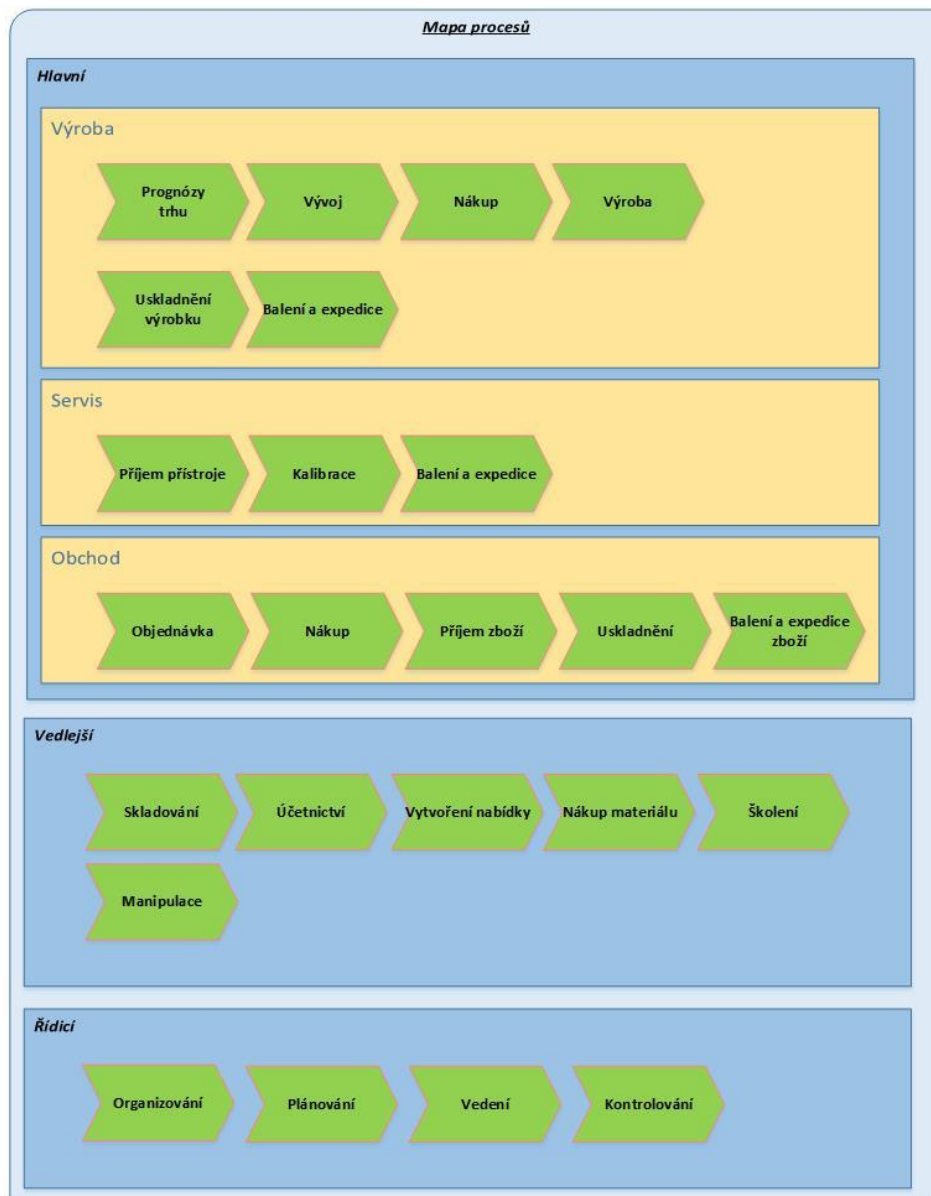 Mapa procesů
Hlavní
Výroba
Prognózy
trhu
Vývoj
Nákup
Výroba
Uskladnění
výrobku
Balení a expedice
Servis
Příjem přístroje
Kalibrace
Balení a expedice
Obchod
Objednávka
Nákup
Příjem zboží
Uskladnění
Balení a expedice
zboží
Vedlejší
Skladování
Účetnictví
Vytvoření nabídky
Nákup materiálu
Školení
Manipulace
Řídicí
Organizování
Plánování
Vedení
Kontrolování